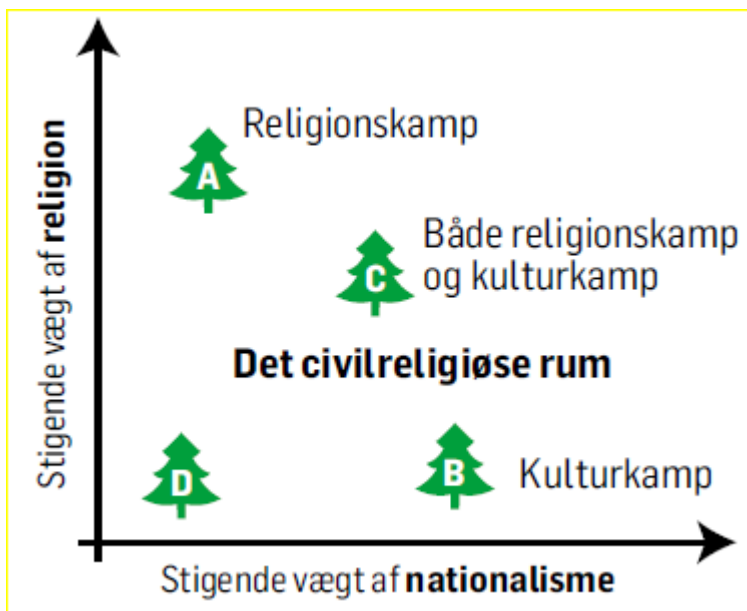 Stigende vægt af religion
A
Religionskamp
C
Både religionskamp
og kulturkamp
Det civilreligiøse rum
D
B
Kulturkamp
Stigende vægt af nationalisme